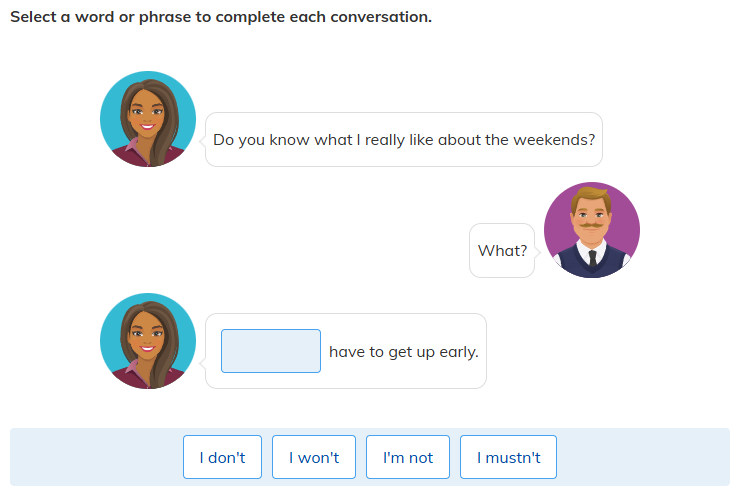 Select a word or phrase to complete each conversation.
Do you know what I really like about the weekends?
What?
have to get up early.
I don't
I won't
I'm not
I mustn't